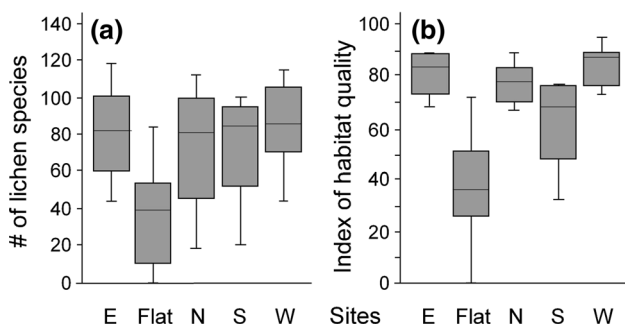 (a)
# of lichen species
140
120
100
80
60
40
20
0
E Flat N S W
Sites
(b)
Index of habitat quality
100
80
60
40
20
0
E Flat N S W